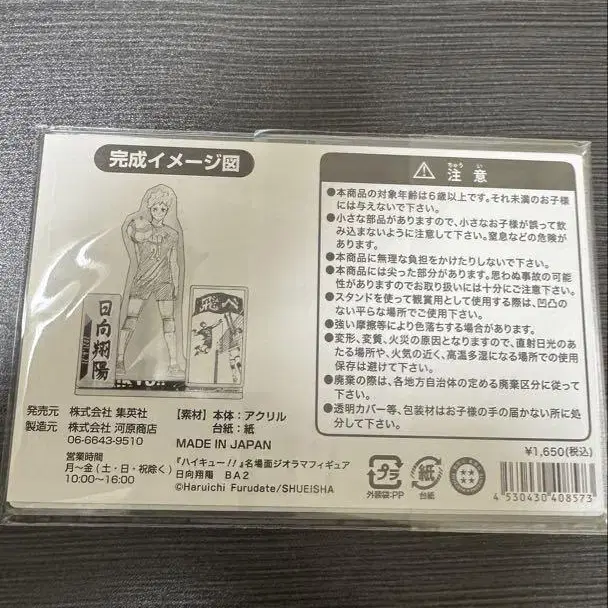 完成イメージ図
日向翔陽
飛べ
発売元 株式会社 集英社
製造元 株式会社 河原商店
06-6643-9510
営業時間
月~金(土・日・祝除く)
10:00~16:00
【素材】本体:アクリル
台紙:紙
MADE IN JAPAN
『ハイキュー!!』名場面ジオラマフィギュア
日向翔陽 BA2
©Haruichi Furudate/SHUEISHA
ちゅう い
注 意
●本商品の対象年齢は6歳以上です。それ未満のお子様
には与えないで下さい。
●小さな部品がありますので、小さなお子様が誤って飲
み込まないように注意して下さい。窒息などの危険が
あります。
●本商品に無理な負担をかけたりしないで下さい。
●本商品には尖った部分があります。思わぬ事故の可能
性がありますのでお取り扱いには十分にご注意下さい。
●スタンドを使って観賞用として使用する際は、凹凸の
ない平らな場所でご使用下さい。
●強い摩擦等により色落ちする場合があります。
●変形、変質、火災の原因となりますので、直射日光のあ
たる場所や、火気の近く、高温多湿になる場所での使用
保存は避けて下さい。
●廃棄の際は、各地方自治体の定める廃棄区分に従って
下さい。
●透明カバー等、包装材はお子様の手の届かない所に処
分して下さい。
¥1,650(税込)
プラ
外装袋:PP
紙
台紙
4 530430 408573